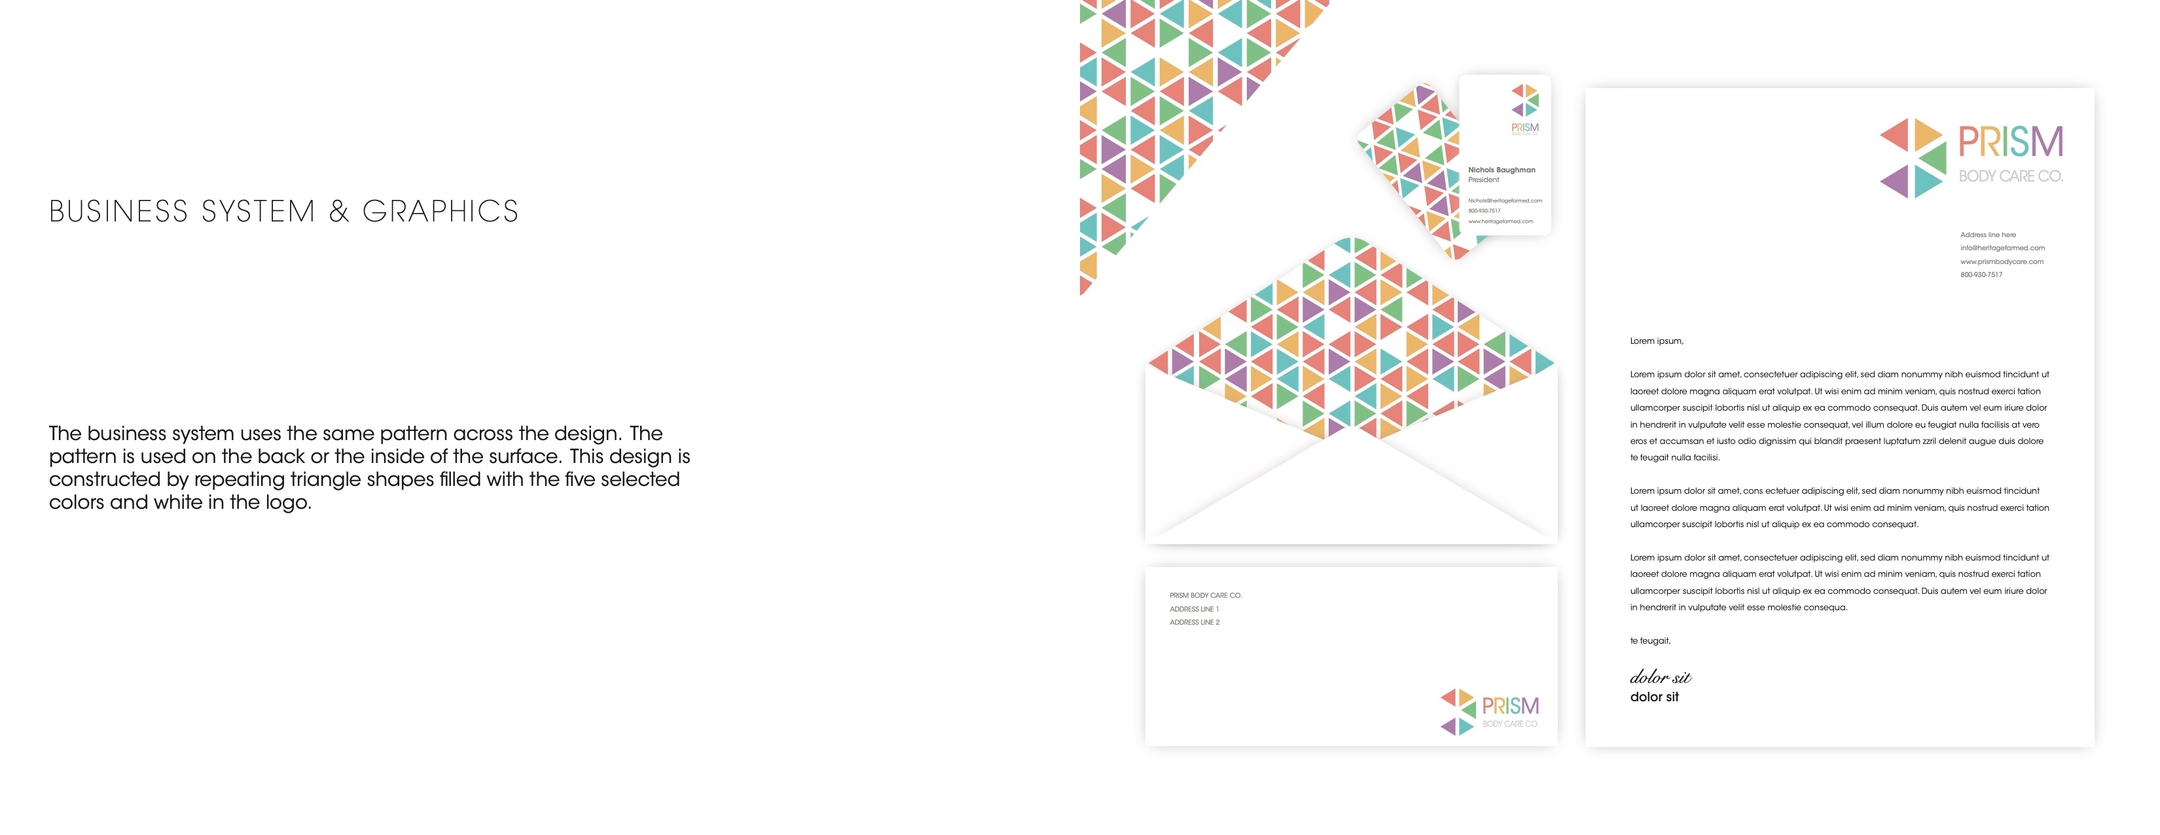 BUSINESS SYSTEM & GRAPHICS
The business system uses the same pattern across the design. The
pattern is used on the back or the inside of the surface. This design is
constructed by repeating triangle shapes filled with the five selected
colors and white in the logo.
PRISM
BODY CARE CO.
Nichols Baughman
President
Nichols@heritagefarmed.com
800-930-7517
www.heritagefarmed.com
PRISM BODY CARE CO.
ADDRESS LINE 1
ADDRESS LINE 2
PRISM
BODY CARE CO.
PRISM
BODY CARE CO.
Address line here
info@heritagefarmed.com
www.prismbodycare.com
800-930-7517
Lorem ipsum,
Lorem ipsum dolor sit amet, consectetuer adipiscing elit, sed diam nonummy nibh euismod tincidunt ut
laoreet dolore magna aliquam erat volutpat. Ut wisi enim ad minim veniam, quis nostrud exerci tation
ullamcorper suscipit lobortis nisl ut aliquip ex ea commodo consequat. Duis autem vel eum iriure dolor
in hendrerit in vulputate velit esse molestie consequat, vel illum dolore eu feugiat nulla facilisis at vero
eros et accumsan et iusto odio dignissim qui blandit praesent luptatum zzril delenit augue duis dolore
te feugait nulla facilisi.
Lorem ipsum dolor sit amet, cons ectetuer adipiscing elit, sed diam nonummy nibh euismod tincidunt
ut laoreet dolore magna aliquam erat volutpat. Ut wisi enim ad minim veniam, quis nostrud exerci tation
ullamcorper suscipit lobortis nisl ut aliquip ex ea commodo consequat.
Lorem ipsum dolor sit amet, consectetuer adipiscing elit, sed diam nonummy nibh euismod tincidunt ut
laoreet dolore magna aliquam erat volutpat. Ut wisi enim ad minim veniam, quis nostrud exerci tation
ullamcorper suscipit lobortis nisl ut aliquip ex ea commodo consequat. Duis autem vel eum iriure dolor
in hendrerit in vulputate velit esse molestie consequa.
te feugait,
dolor sit
dolor sit